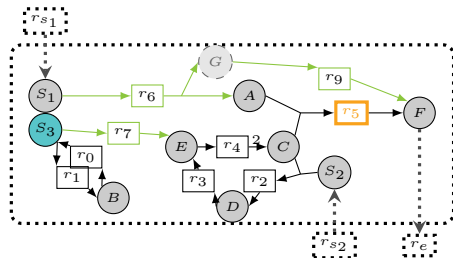 r_{s_1}
G
r_9
S_1
r_6
A
r_5
F
S_3
r_7
E
r_4
2
C
r_0
r_1
r_3
r_2
S_2
B
D
r_{s_2}
r_e